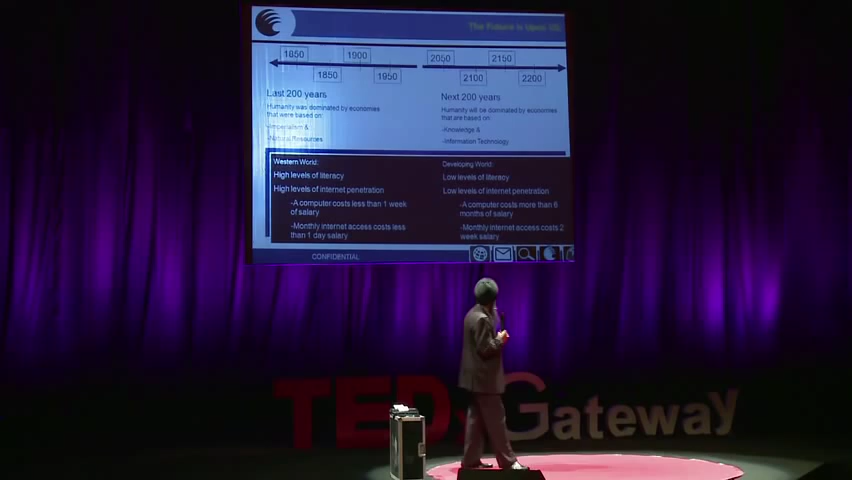 The Future is Upon Us
1850 1900 2050 2150
1850 1950 2100 2200
Last 200 years
Humanity was dominated by economies
that were based on:
-Imperialism &
-Natural Resources
Next 200 years
Humanity will be dominated by economies
that are based on:
-Knowledge &
-Information Technology
Western World:
High levels of literacy
High levels of internet penetration
-A computer costs less than 1 week
of salary
-Monthly internet access costs less
than 1 day salary
Developing World:
Low levels of literacy
Low levels of internet penetration
-A computer costs more than 6
months of salary
-Monthly internet access costs 2
week salary
CONFIDENTIAL
TEDxGateway